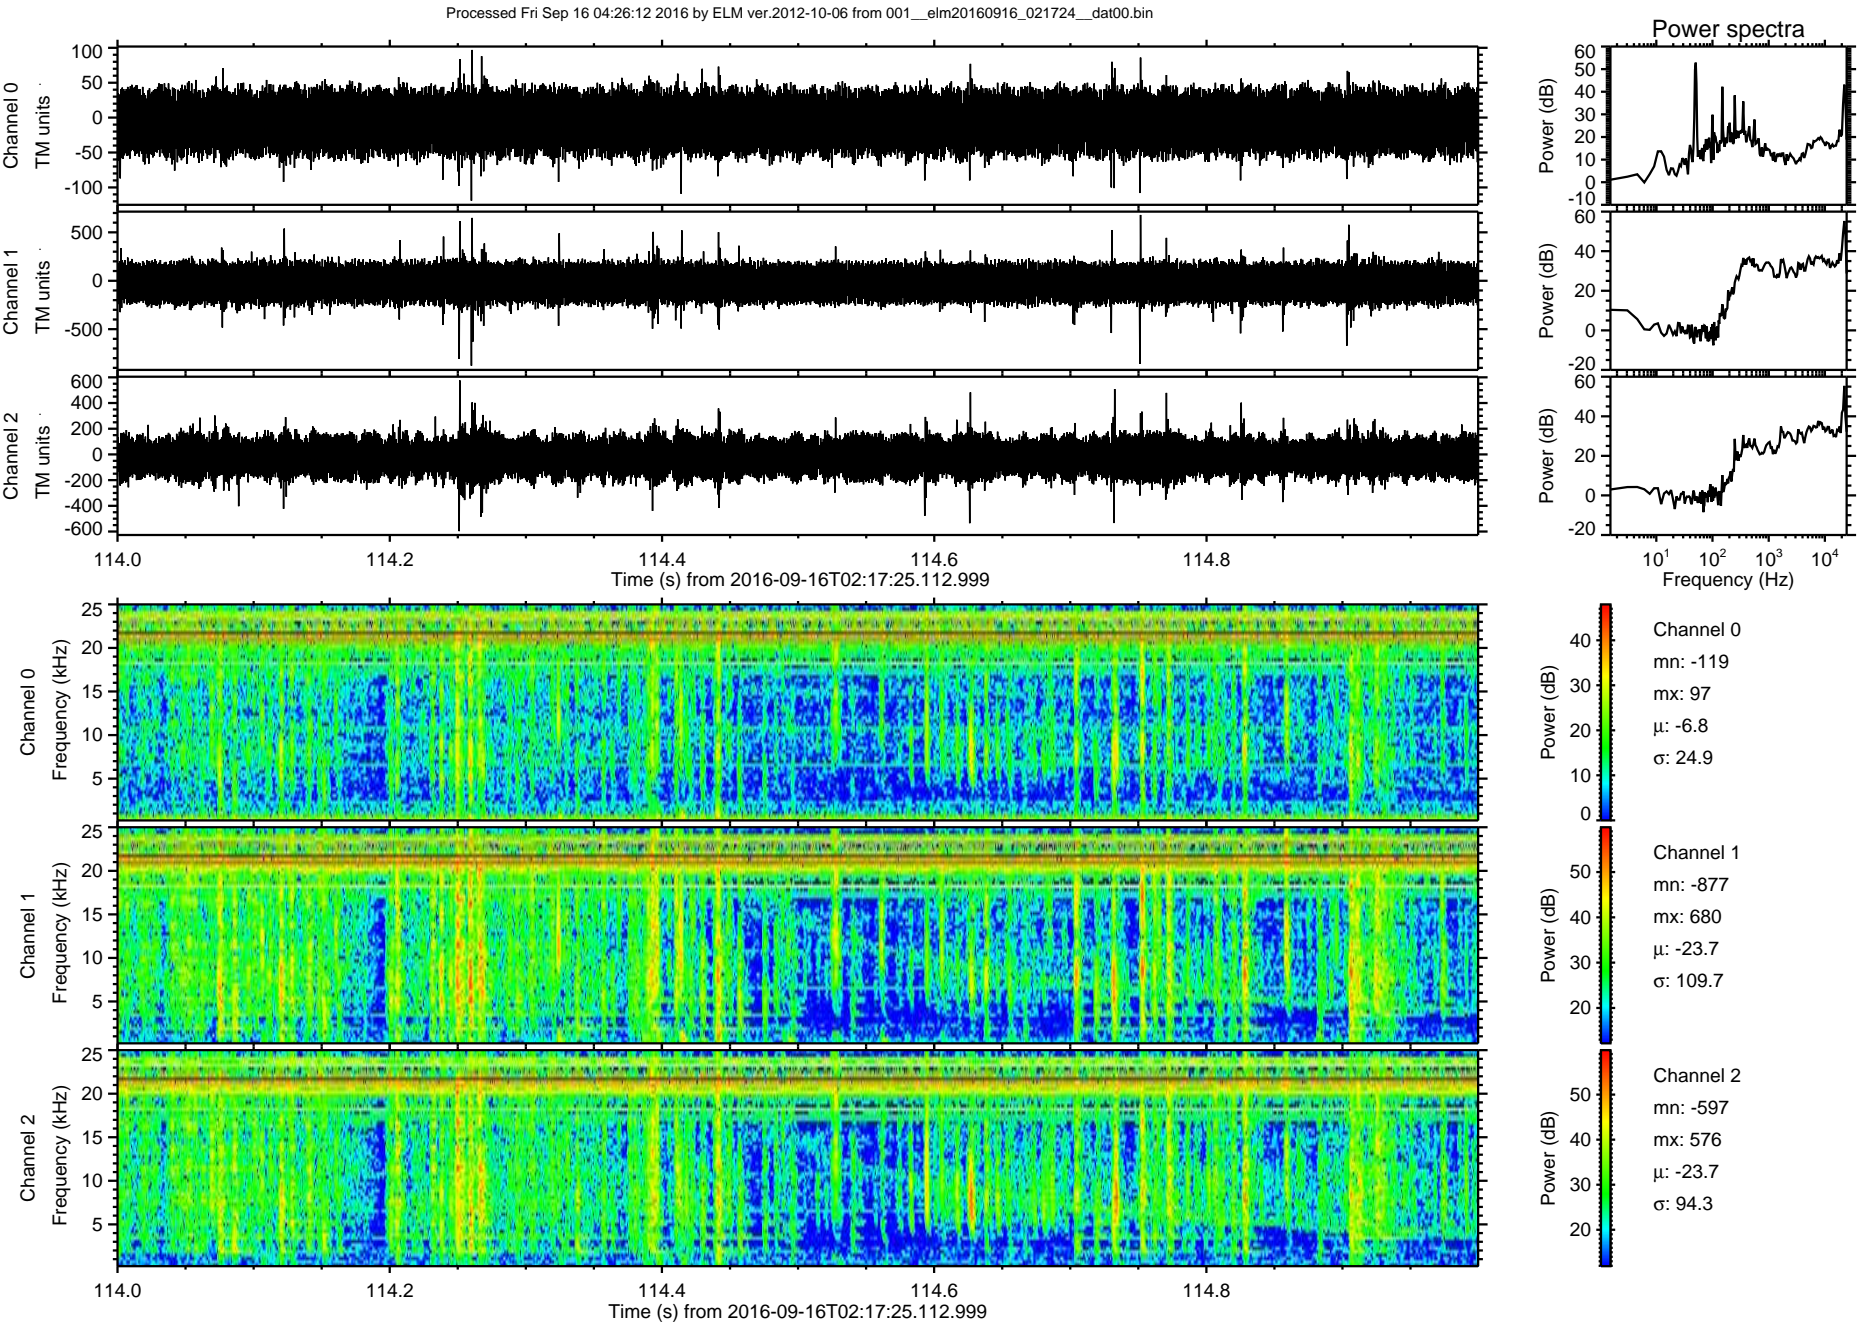 Processed Fri Sep 16 04:26:12 2016 by ELM ver.2012-10-06 from 001__elm20160916_021724__dat00.bin
Power spectra
Channel 0
TM units
100
50
0
-50
-100
Power (dB)
60
50
40
30
20
10
0
-10
Channel 1
TM units
500
0
-500
Power (dB)
60
40
20
0
-20
Channel 2
TM units
600
400
200
0
-200
-400
-600
Power (dB)
60
40
20
0
-20
114.0 114.2 114.4 114.6 114.8
Time (s) from 2016-09-16T02:17:25.112.999
10^1 10^2 10^3 10^4
Frequency (Hz)
Channel 0
Frequency (kHz)
25
20
15
10
5
Power (dB)
40
30
20
10
0
Channel 0
mn: -119
mx: 97
μ: -6.8
σ: 24.9
Channel 1
Frequency (kHz)
25
20
15
10
5
Power (dB)
50
40
30
20
Channel 1
mn: -877
mx: 680
μ: -23.7
σ: 109.7
Channel 2
Frequency (kHz)
25
20
15
10
5
Power (dB)
50
40
30
20
Channel 2
mn: -597
mx: 576
μ: -23.7
σ: 94.3
114.0 114.2 114.4 114.6 114.8
Time (s) from 2016-09-16T02:17:25.112.999